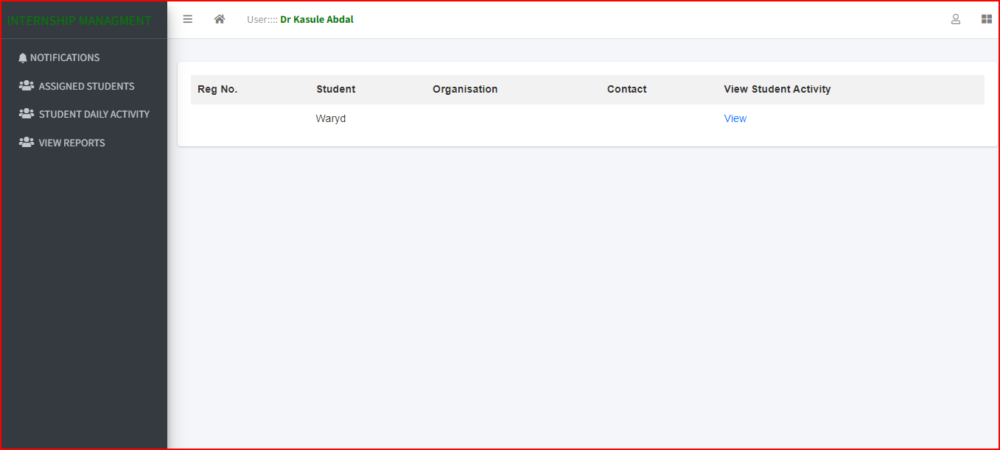 INTERNSHIP MANAGMENT
User:::: Dr Kasule Abdal
NOTIFICATIONS
ASSIGNED STUDENTS
STUDENT DAILY ACTIVITY
VIEW REPORTS
Reg No. Student Organisation Contact View Student Activity
Waryd View